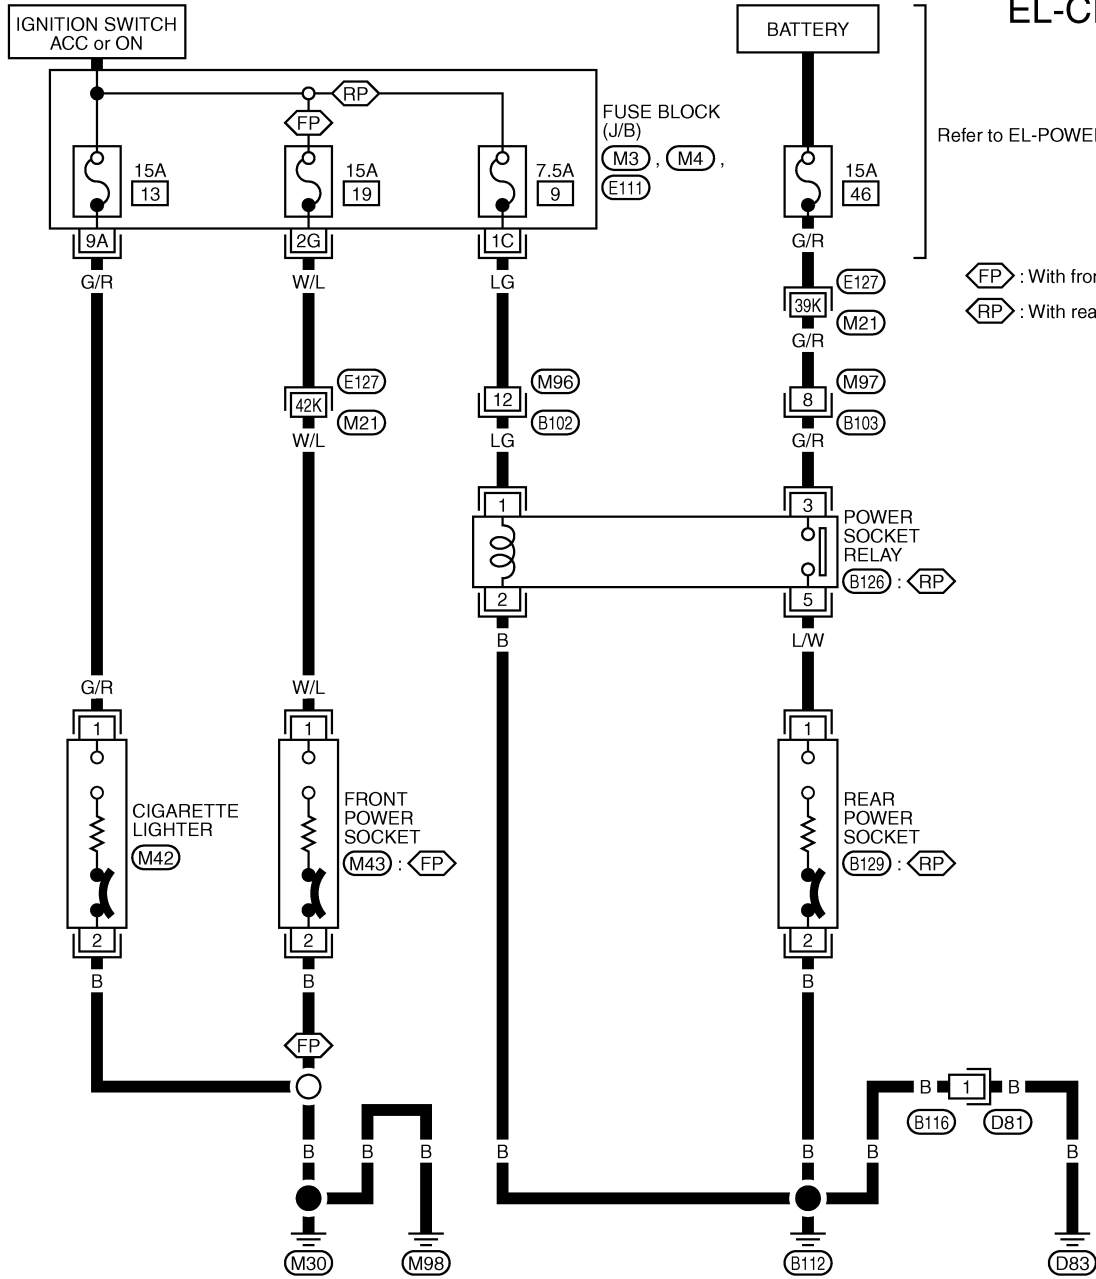 IGNITION SWITCH
ACC or ON
BATTERY
EL-CI
RP
FP
FUSE BLOCK
(J/B)
M3 , M4 ,
E111
Refer to EL-POWER
15A
13
15A
19
7.5A
9
15A
46
9A
2G
1C
G/R
W/L
LG
G/R
E127
39K
M21
G/R
FP : With fron
RP : With rea
E127
42K
M21
W/L
M96
12
B102
LG
M97
8
B103
G/R
1
3
POWER
SOCKET
RELAY
B126 : RP
2
5
B
L/W
G/R
W/L
1
1
1
CIGARETTE
LIGHTER
M42
FRONT
POWER
SOCKET
M43 : FP
REAR
POWER
SOCKET
B129 : RP
2
2
2
B
B
B
FP
B
1
B
B116
D81
B
B
B
B
B
B
B
M30
M98
B112
D83